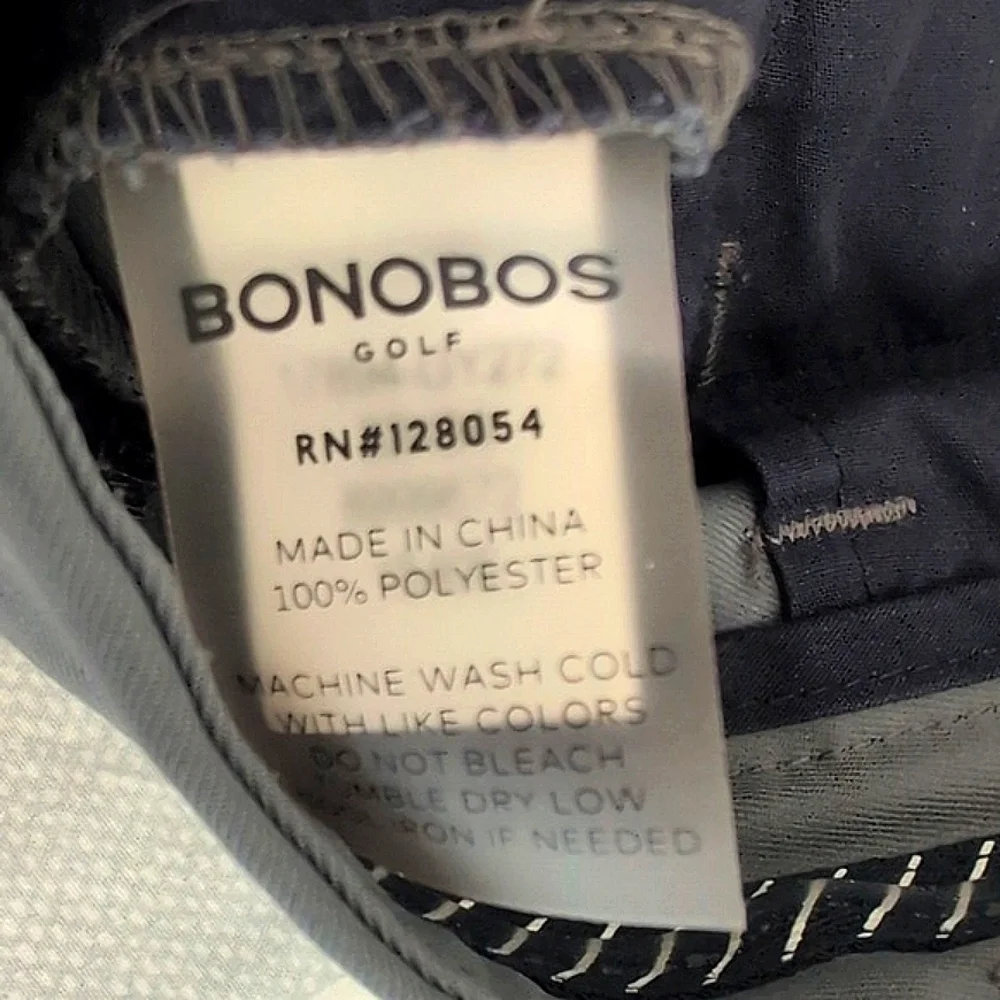 BONOBOS
GOLF
RN#128054
MADE IN CHINA
100% POLYESTER
MACHINE WASH COLD
WITH LIKE COLORS
DO NOT BLEACH
TUMBLE DRY LOW
IRON IF NEEDED